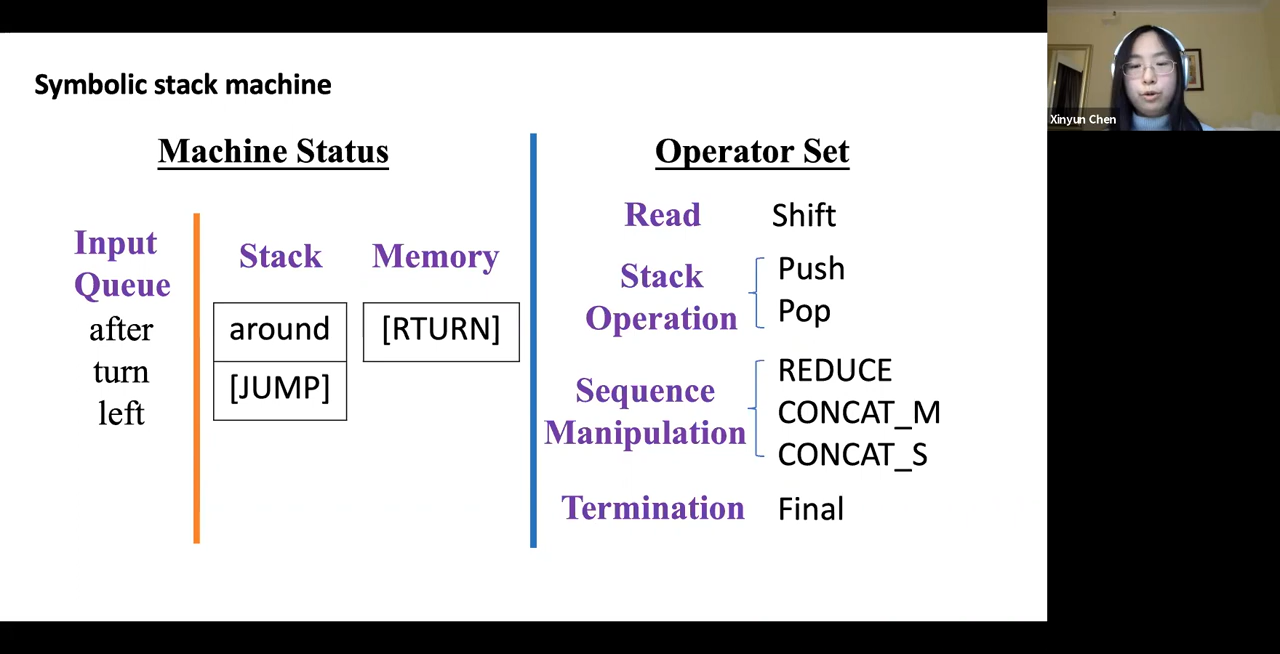 Symbolic stack machine
Machine Status
Input
Queue
after
turn
left
Stack
around
[JUMP]
Memory
[RTURN]
Operator Set
Read
Shift
Stack
Operation
Push
Pop
Sequence
Manipulation
REDUCE
CONCAT_M
CONCAT_S
Termination
Final
Xinyun Chen